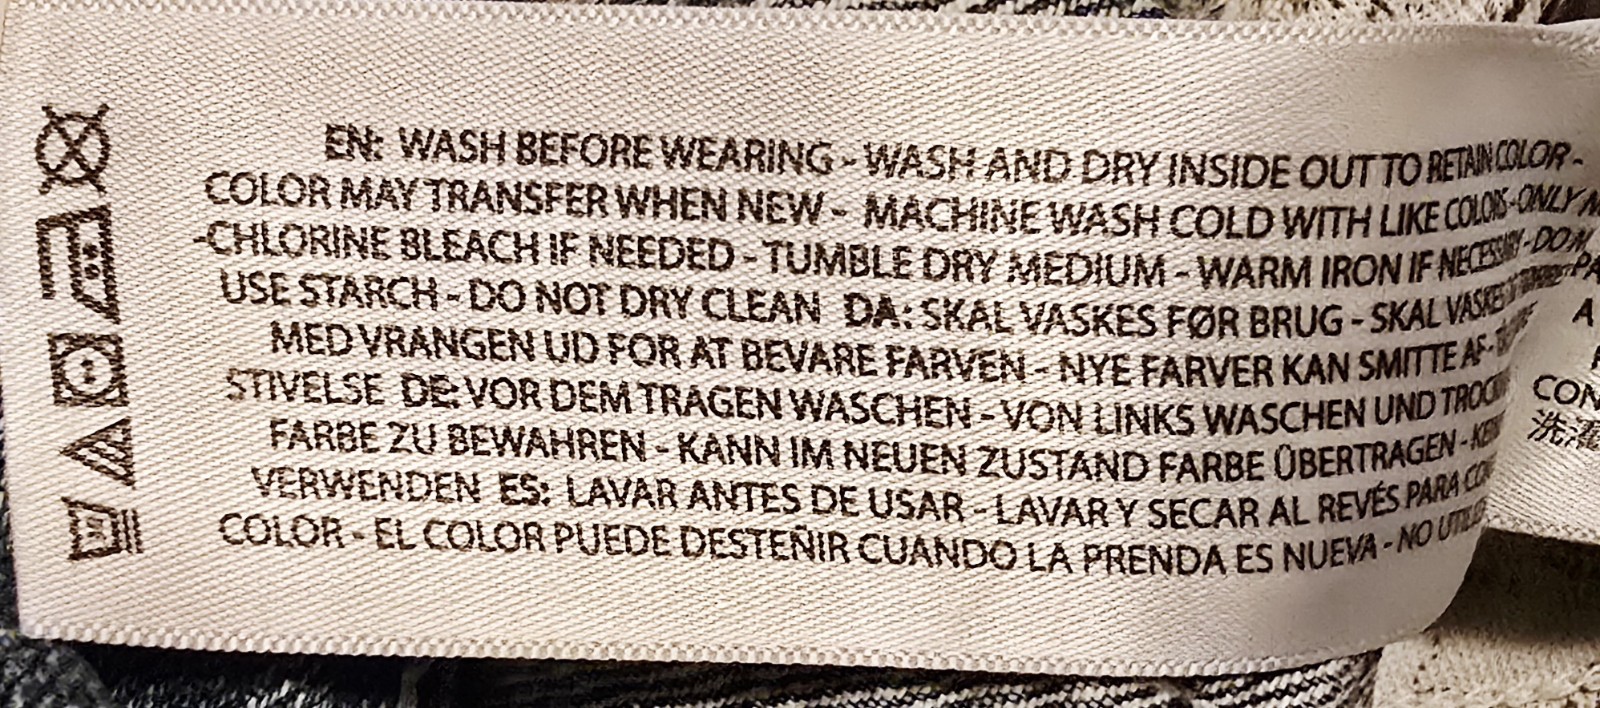 EN: WASH BEFORE WEARING - WASH AND DRY INSIDE OUT TO RETAIN COLOR -
COLOR MAY TRANSFER WHEN NEW - MACHINE WASH COLD WITH LIKE COLORS - ONLY
-CHLORINE BLEACH IF NEEDED - TUMBLE DRY MEDIUM - WARM IRON IF NECESSARY - DO
USE STARCH - DO NOT DRY CLEAN DA: SKAL VASKES FØR BRUG - SKAL VASKES
MED VRANGEN UD FOR AT BEVARE FARVEN - NYE FARVER KAN SMITTE AF -
STIVELSE DE: VOR DEM TRAGEN WASCHEN - VON LINKS WASCHEN UND
FARBE ZU BEWAHREN - KANN IM NEUEN ZUSTAND FARBE ÜBERTRAGEN -
VERWENDEN ES: LAVAR ANTES DE USAR - LAVAR Y SECAR AL REVÉS PARA
COLOR - EL COLOR PUEDE DESTEÑIR CUANDO LA PRENDA ES NUEVA - NO
A
CON